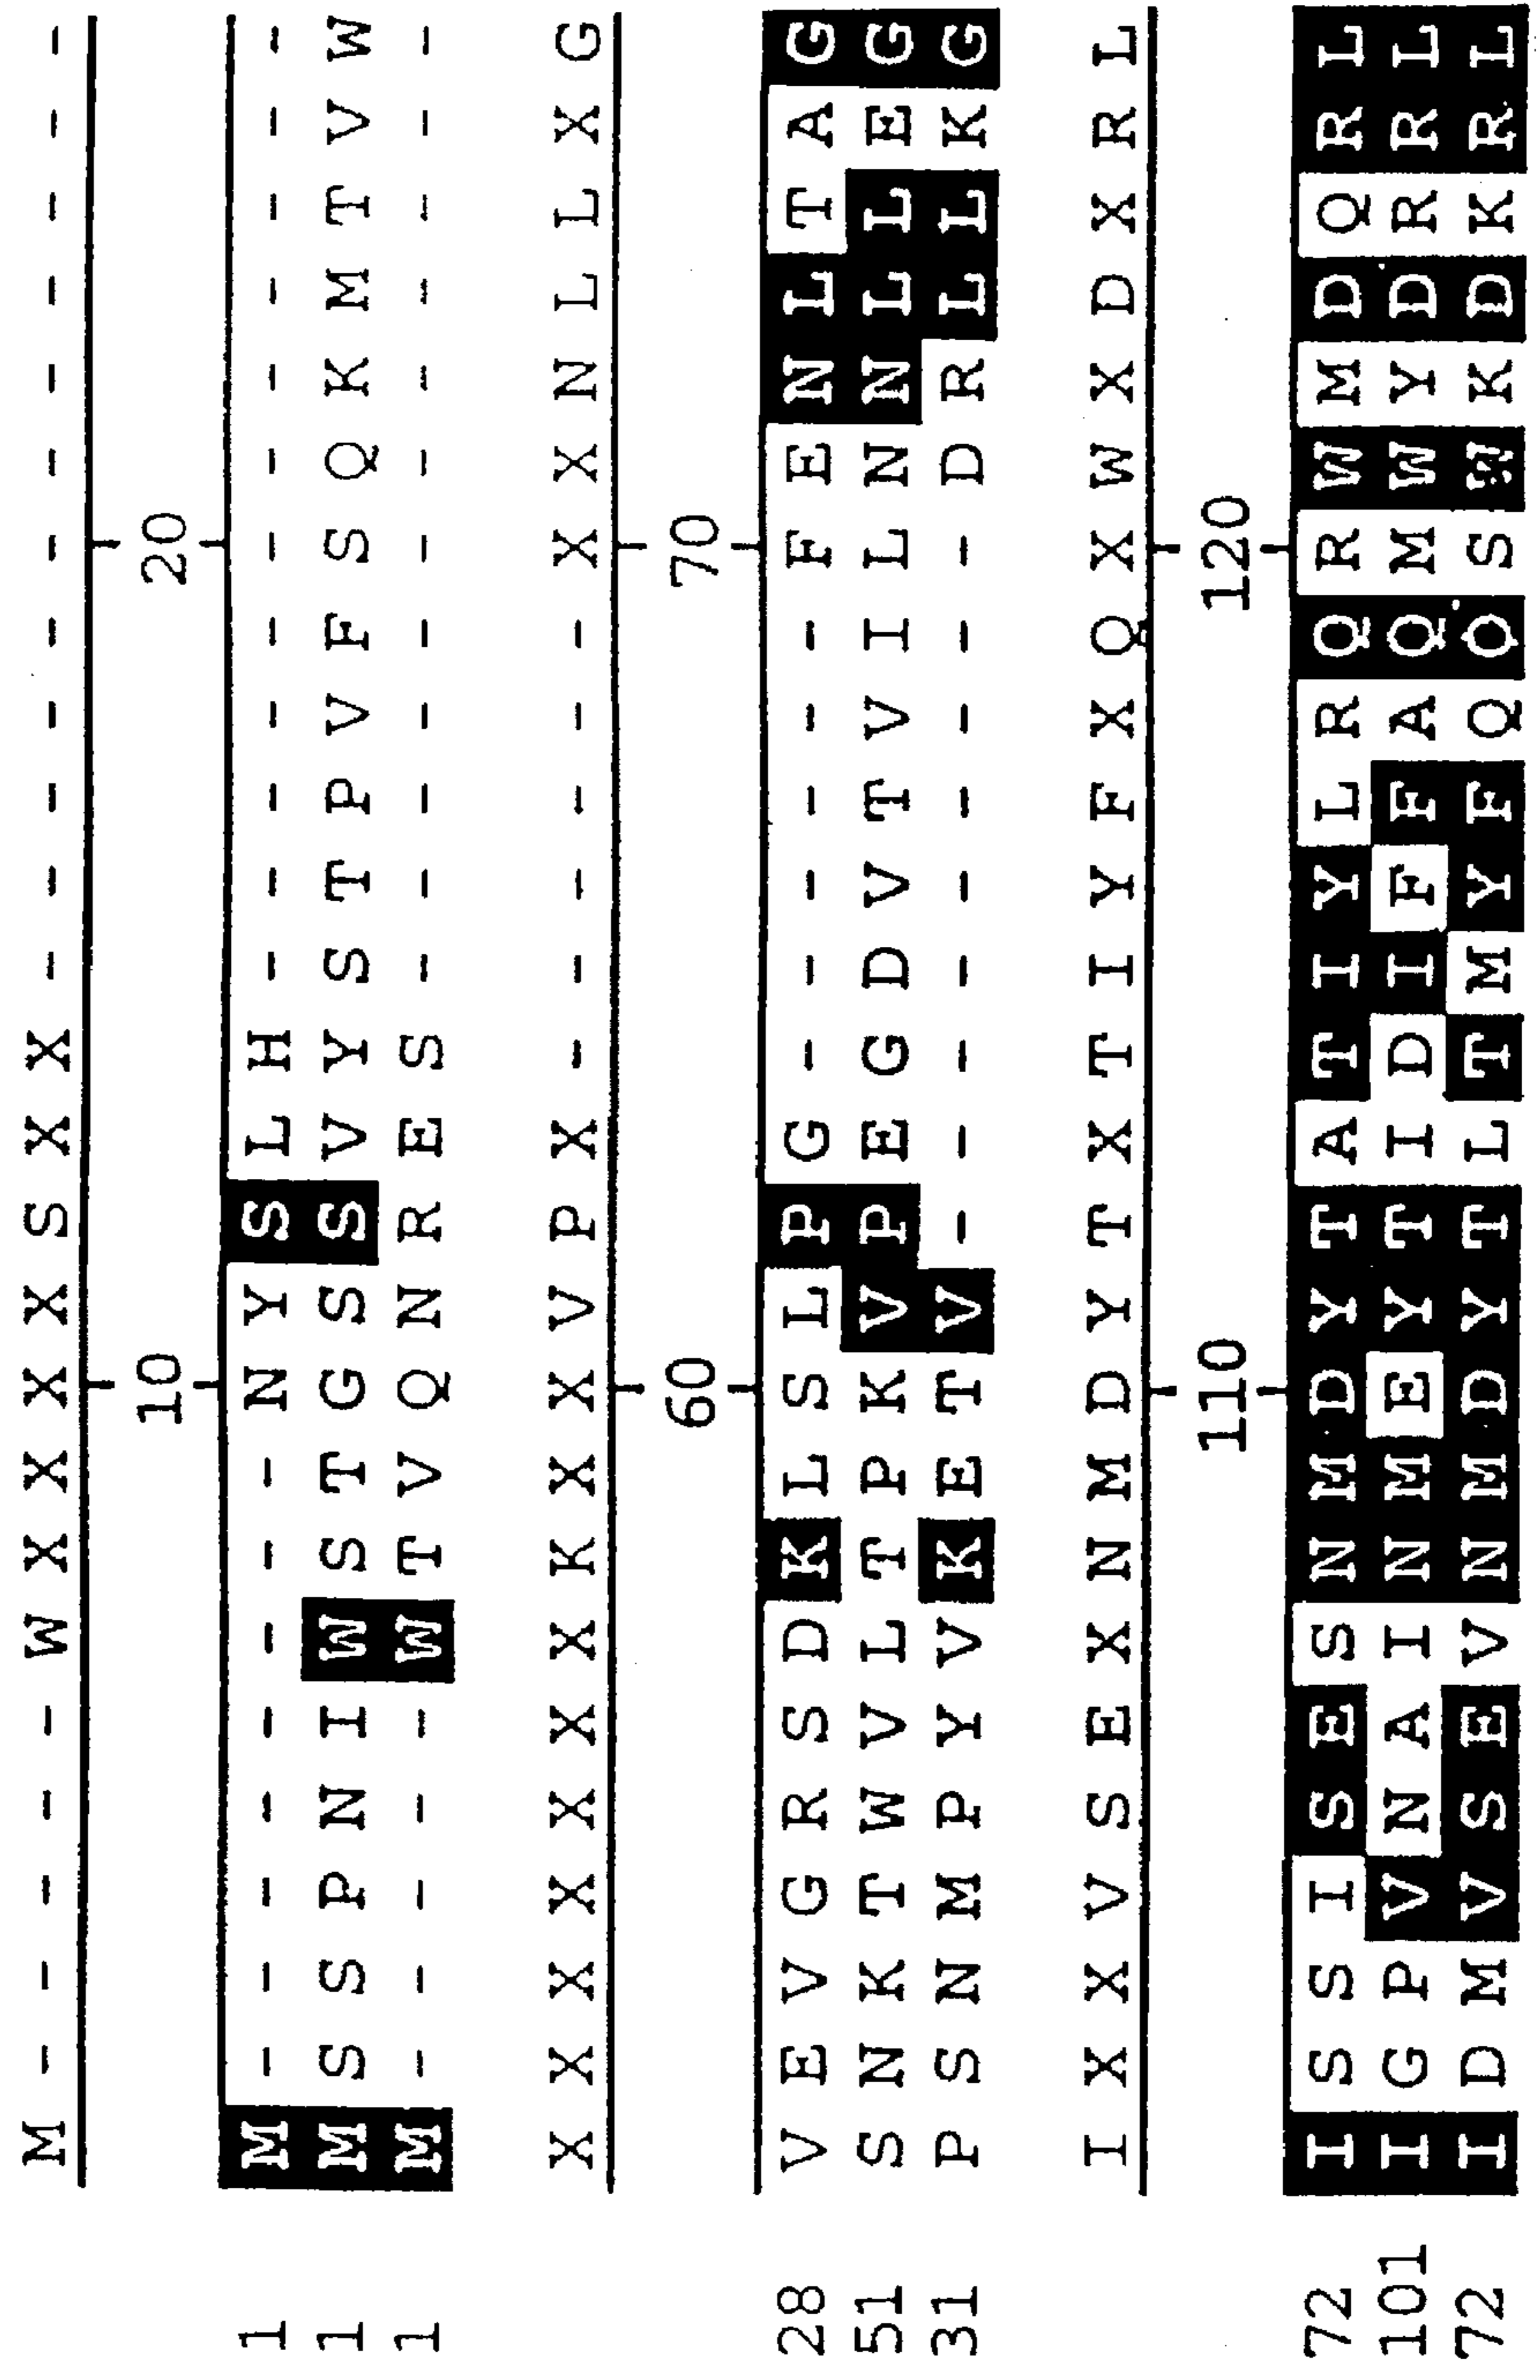 M - - - - - W X X X X S X X - - - - - - - - - - - -
10 20
1 M - - - - - - - - N Y S L H - - - - - - - - - - - -
1 M S S P N I W S T G S S V Y S T P V F S Q K M T V W
1 M - - - - - W T V Q N R E S - - - - - - - - - - - -
X X X X X X X K X X V P X - - - - - - X X N L L X G
60 70
28 V E V G R S D K L S L P G - - - - - - F E N L T A G
51 S N K T W V L T P K V P E G D V T V I L N N L L E G
31 P S N M P Y V K E T V - - - - - - - - - D R L L K G
I X X V S E X N M D Y T X T I Y F X Q X W X D X R L
110 120
72 I S S I S E S N M D Y T A T I Y L R Q R W M D Q R L
101 I G P V N A I N M E Y T I D I F F A Q M W Y D R R L
72 I D M V S E V N M D Y T L T M Y F Q Q S W K D K R L